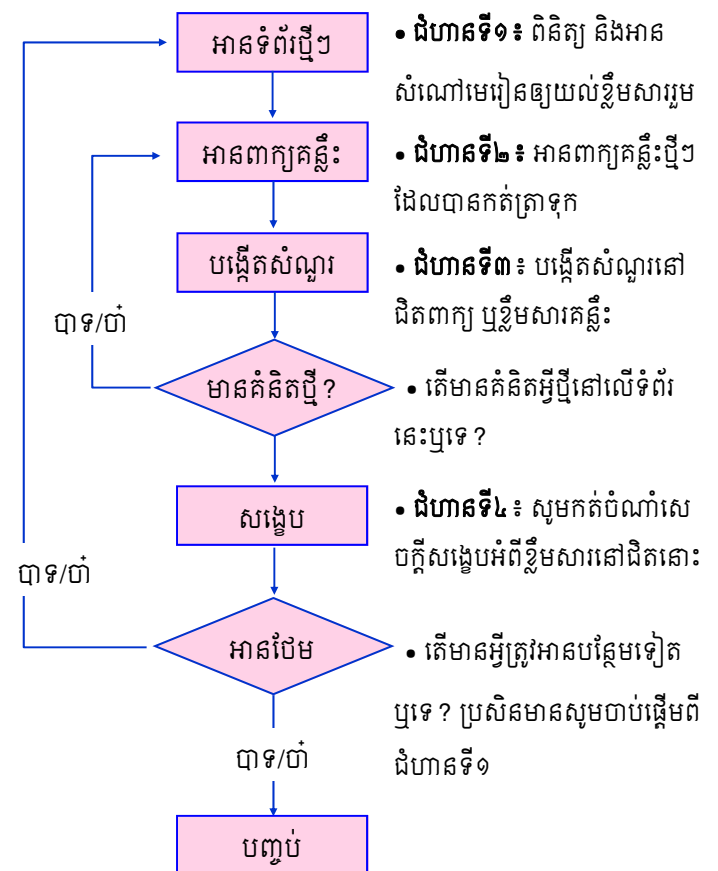 អានទំព័រថ្មីៗ
• ជំហានទី១៖ ពិនិត្យ និងអាន
សំណៅមេរៀនឲ្យយល់ខ្លឹមសាររួម
អានពាក្យគន្លឹះ
• ជំហានទី២៖ អានពាក្យគន្លឹះថ្មីៗ
ដែលបានកត់ត្រាទុក
បង្កើតសំណួរ
• ជំហានទី៣៖ បង្កើតសំណួរនៅ
ជិតពាក្យ ឬខ្លឹមសារគន្លឹះ
បាទ/ចាំ
មានគំនិតថ្មី?
• តើមានគំនិតអ្វីថ្មីនៅលើទំព័រ
នេះឬទេ?
សង្ខេប
• ជំហានទី៤៖ សូមកត់ចំណាំសេ
ចក្តីសង្ខេបអំពីខ្លឹមសារនៅជិតនោះ
បាទ/ចាំ
អានថែម
• តើមានអ្វីត្រូវអានបន្ថែមទៀត
ឬទេ? ប្រសិនមានសូមចាប់ផ្តើមពី
ជំហានទី១
បាទ/ចាំ
បញ្ចប់